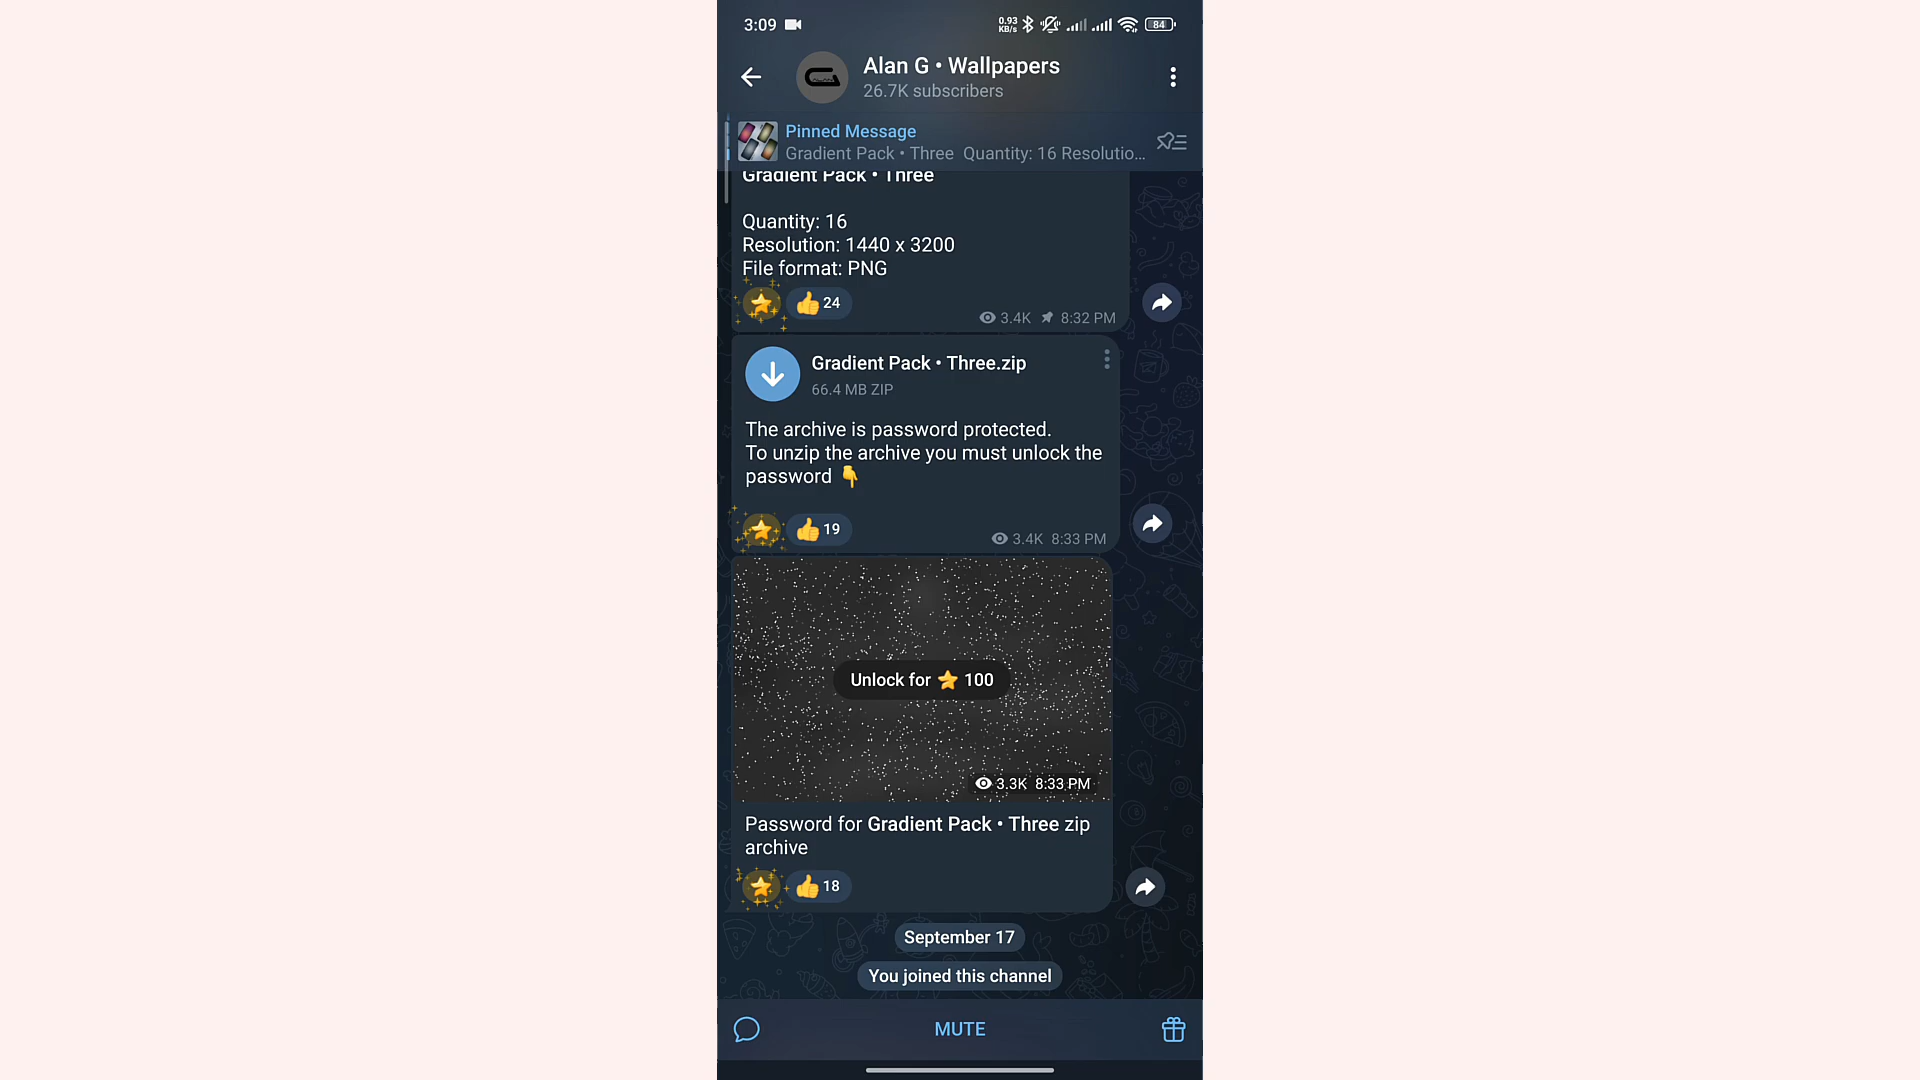 3:09
0.93
KB/s
84
Alan G • Wallpapers
26.7K subscribers
Pinned Message
Gradient Pack • Three Quantity: 16 Resolutio...
Gradient Pack • Three
Quantity: 16
Resolution: 1440 x 3200
File format: PNG
24
3.4K 8:32 PM
Gradient Pack • Three.zip
66.4 MB ZIP
The archive is password protected.
To unzip the archive you must unlock the
password
19
3.4K 8:33 PM
Unlock for 100
3.3K 8:33 PM
Password for Gradient Pack • Three zip
archive
18
September 17
You joined this channel
MUTE